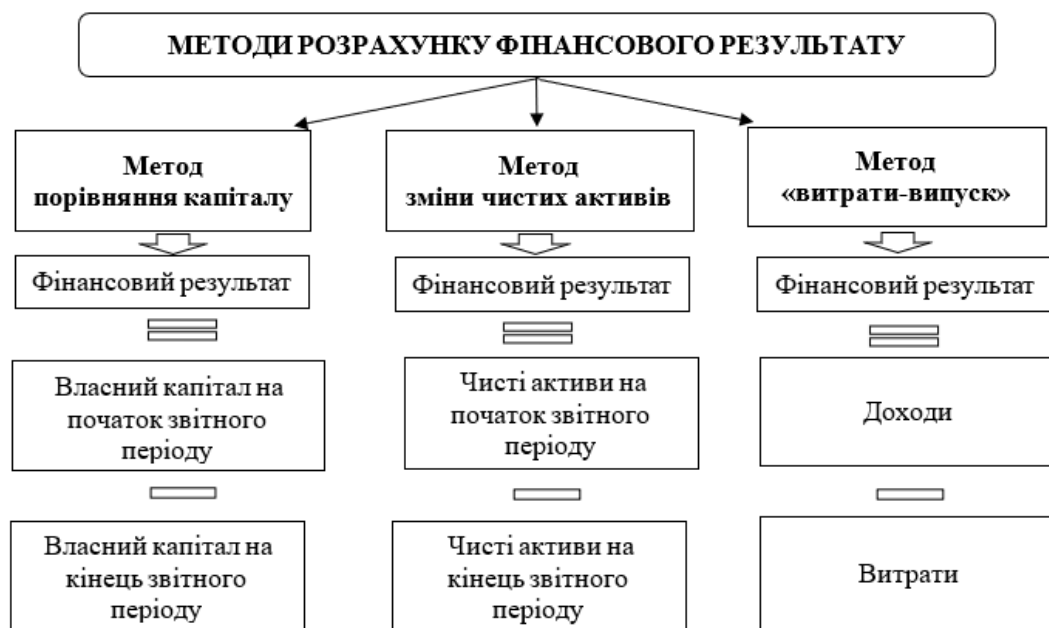 МЕТОДИ РОЗРАХУНКУ ФІНАНСОВОГО РЕЗУЛЬТАТУ
Метод
порівняння капіталу
Фінансовий результат
Власний капітал на
початок звітного
періоду
Власний капітал на
кінець звітного
періоду
Метод
зміни чистих активів
Фінансовий результат
Чисті активи на
початок звітного
періоду
Чисті активи на
кінець звітного
періоду
Метод
«витрати-випуск»
Фінансовий результат
Доходи
Витрати